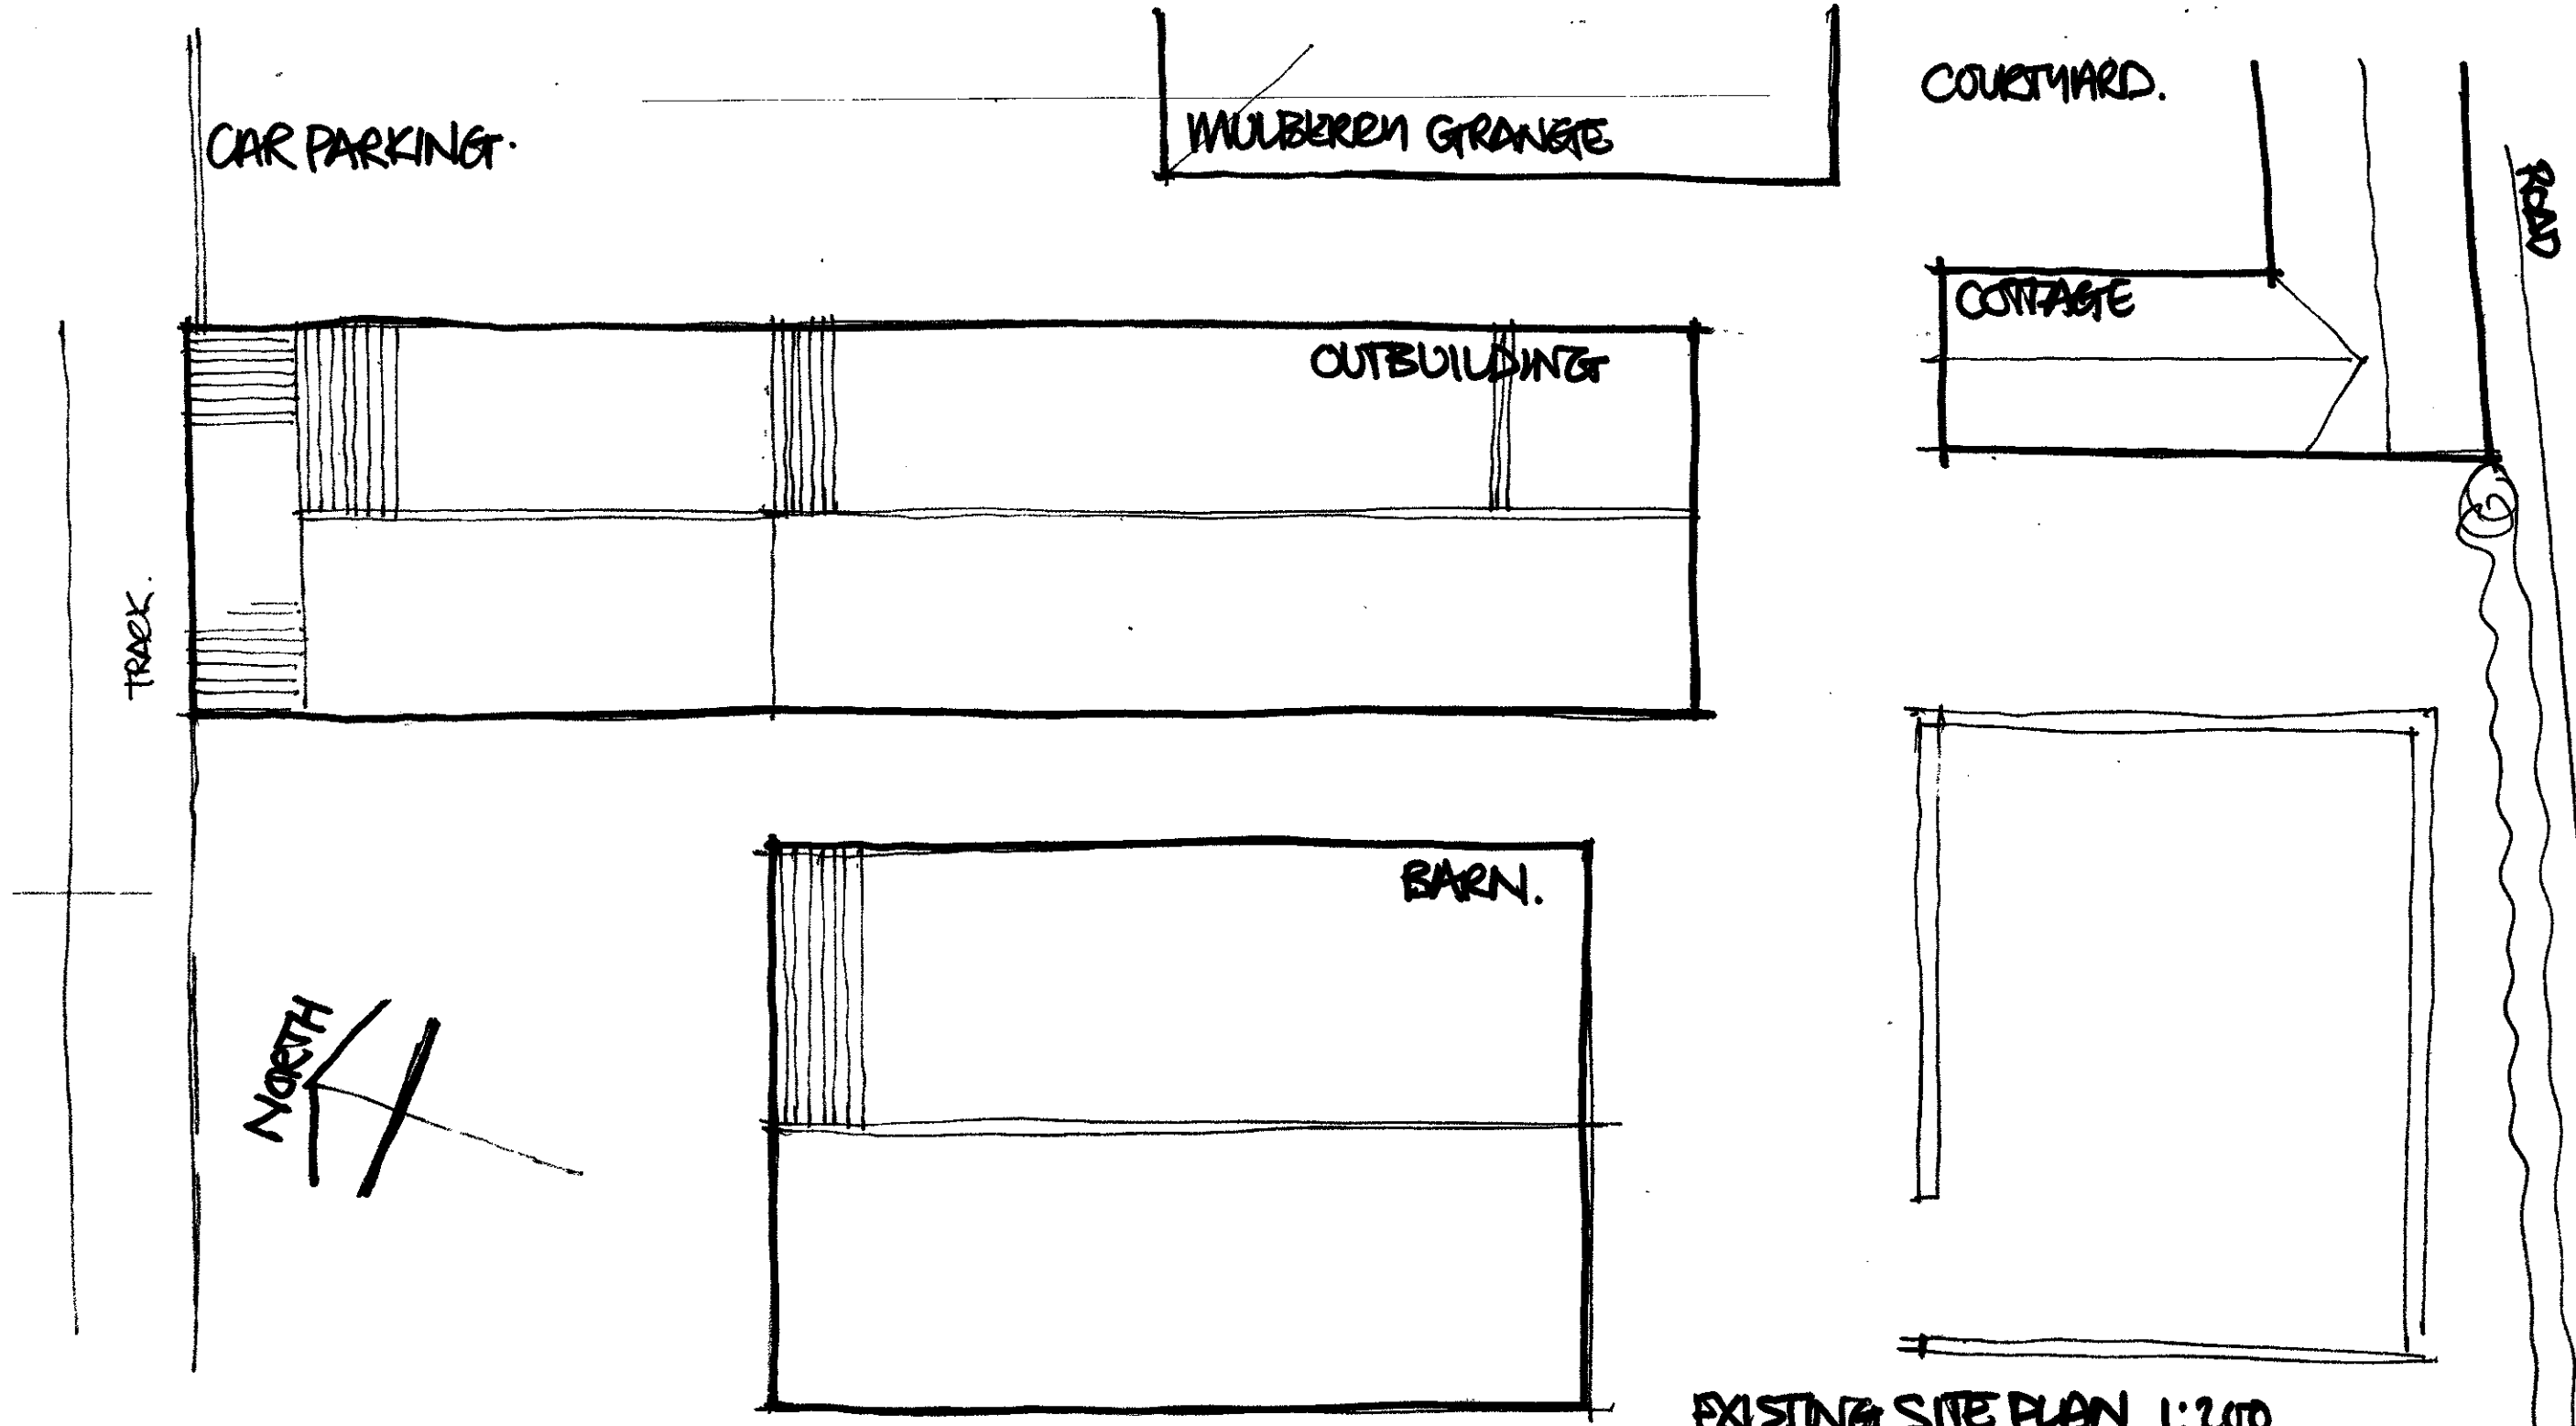 COURTYARD.
CAR PARKING.
MULBERRY GRANGE
ROAD
COTTAGE
OUTBUILDING
TRACK.
BARN.
NORTH
EXISTING SITE PLAN 1:200